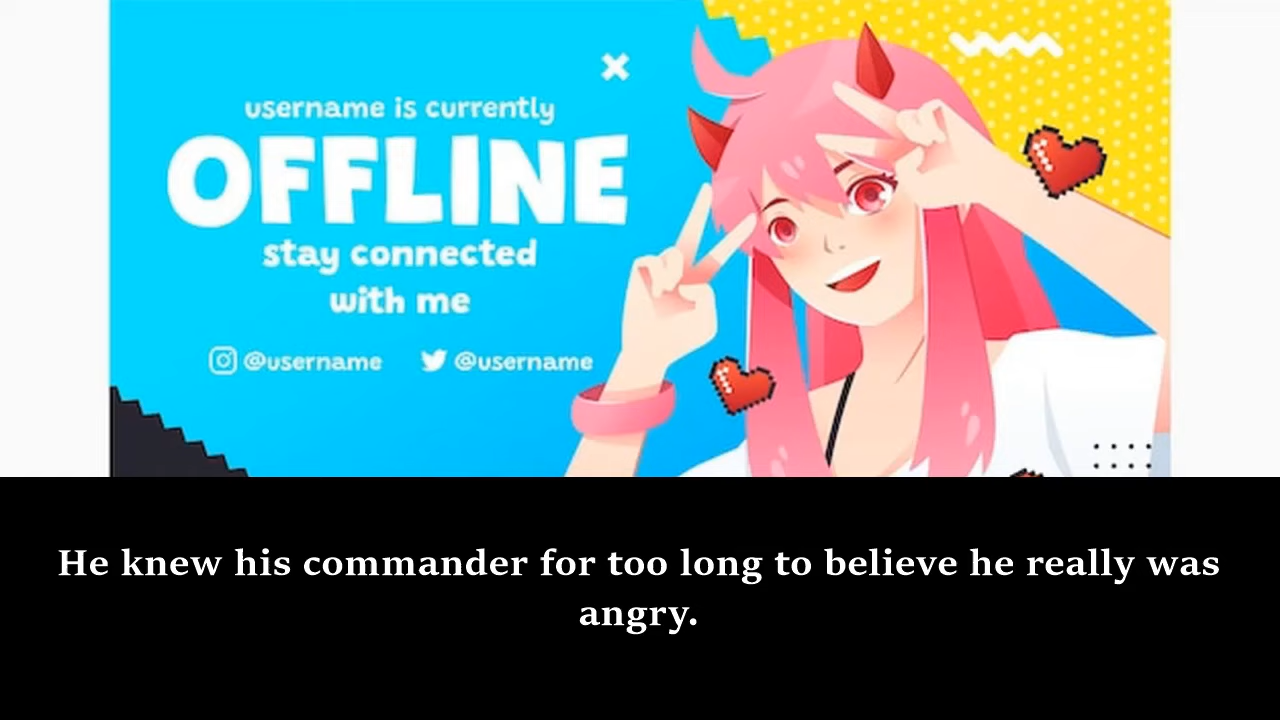 username is currently
OFFLINE
stay connected
with me
@username @username
He knew his commander for too long to believe he really was
angry.